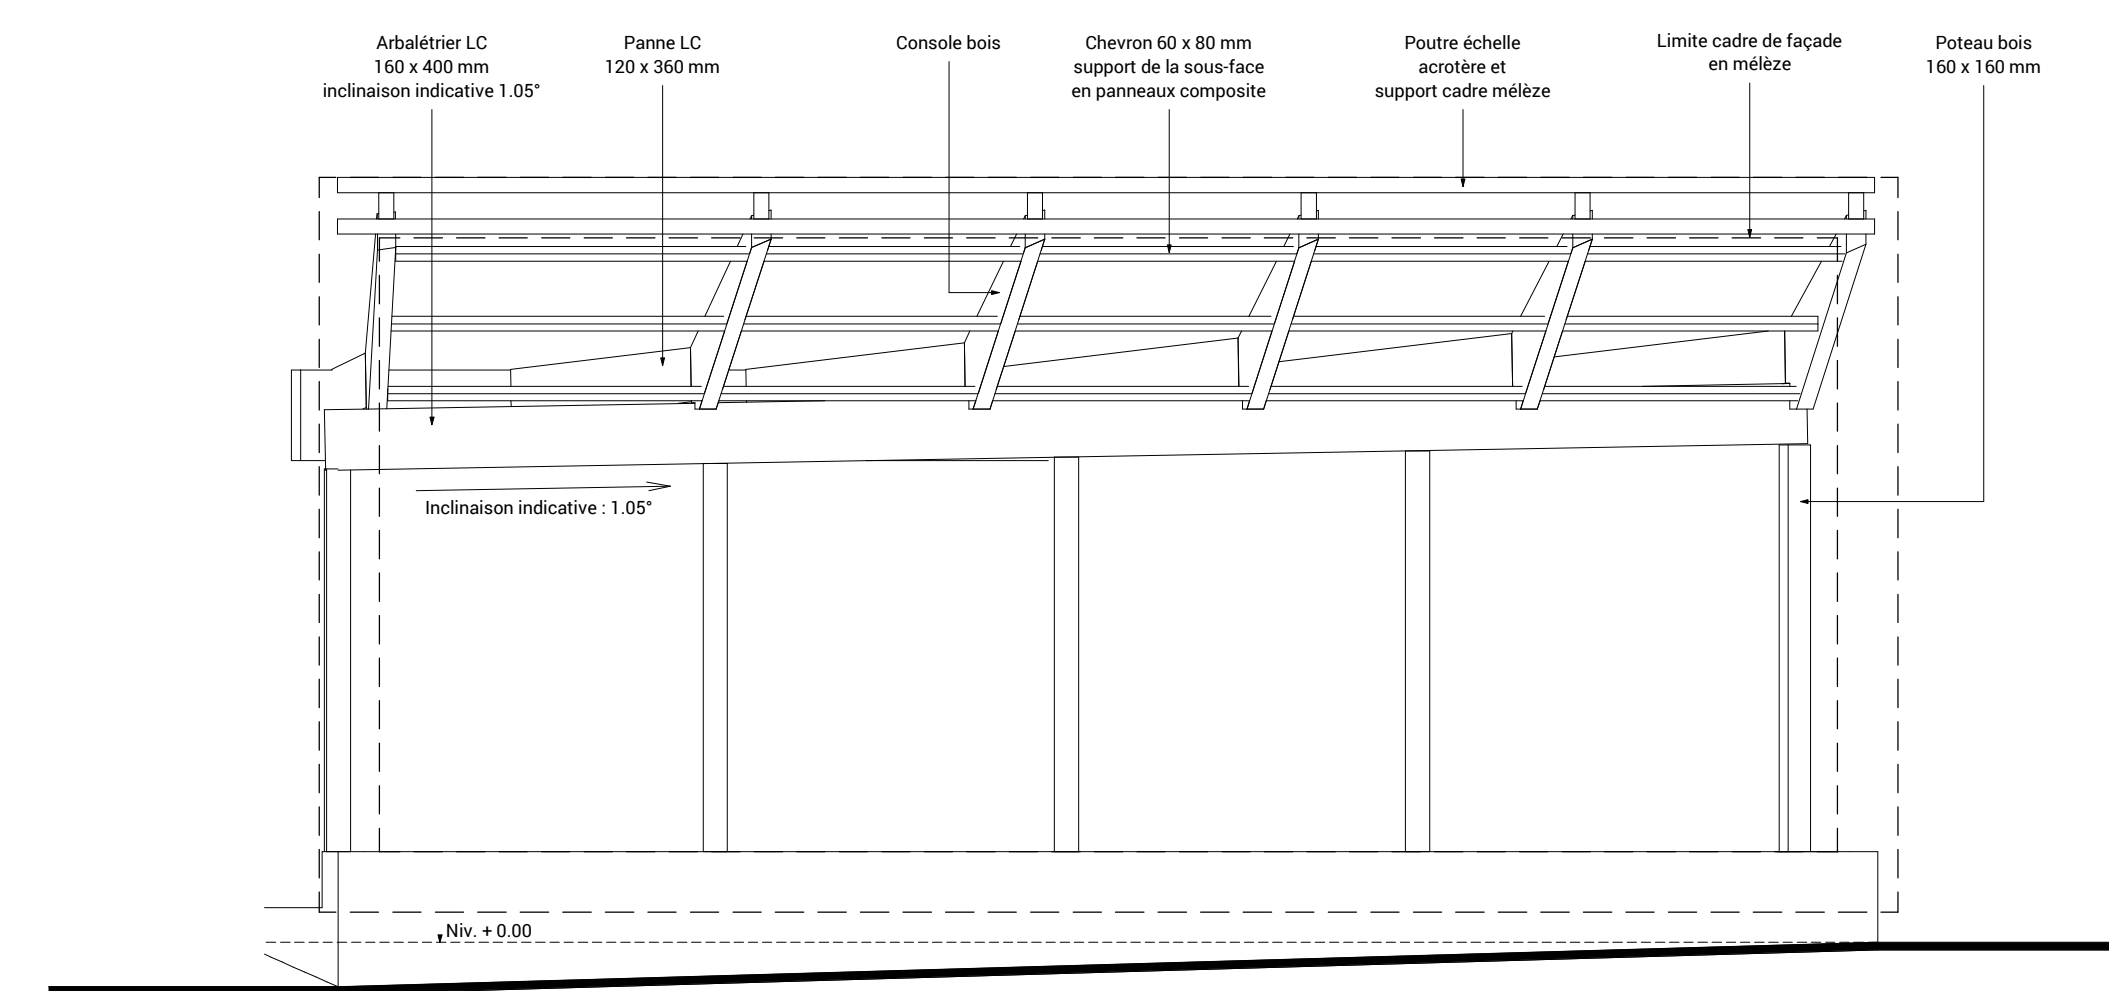 Arbalétrier LC
160 x 400 mm
inclinaison indicative 1.05°
Panne LC
120 x 360 mm
Console bois
Chevron 60 x 80 mm
support de la sous-face
en panneaux composite
Poutre échelle
acrotère et
support cadre mélèze
Limite cadre de façade
en mélèze
Poteau bois
160 x 160 mm
Inclinaison indicative : 1.05°
Niv. + 0.00